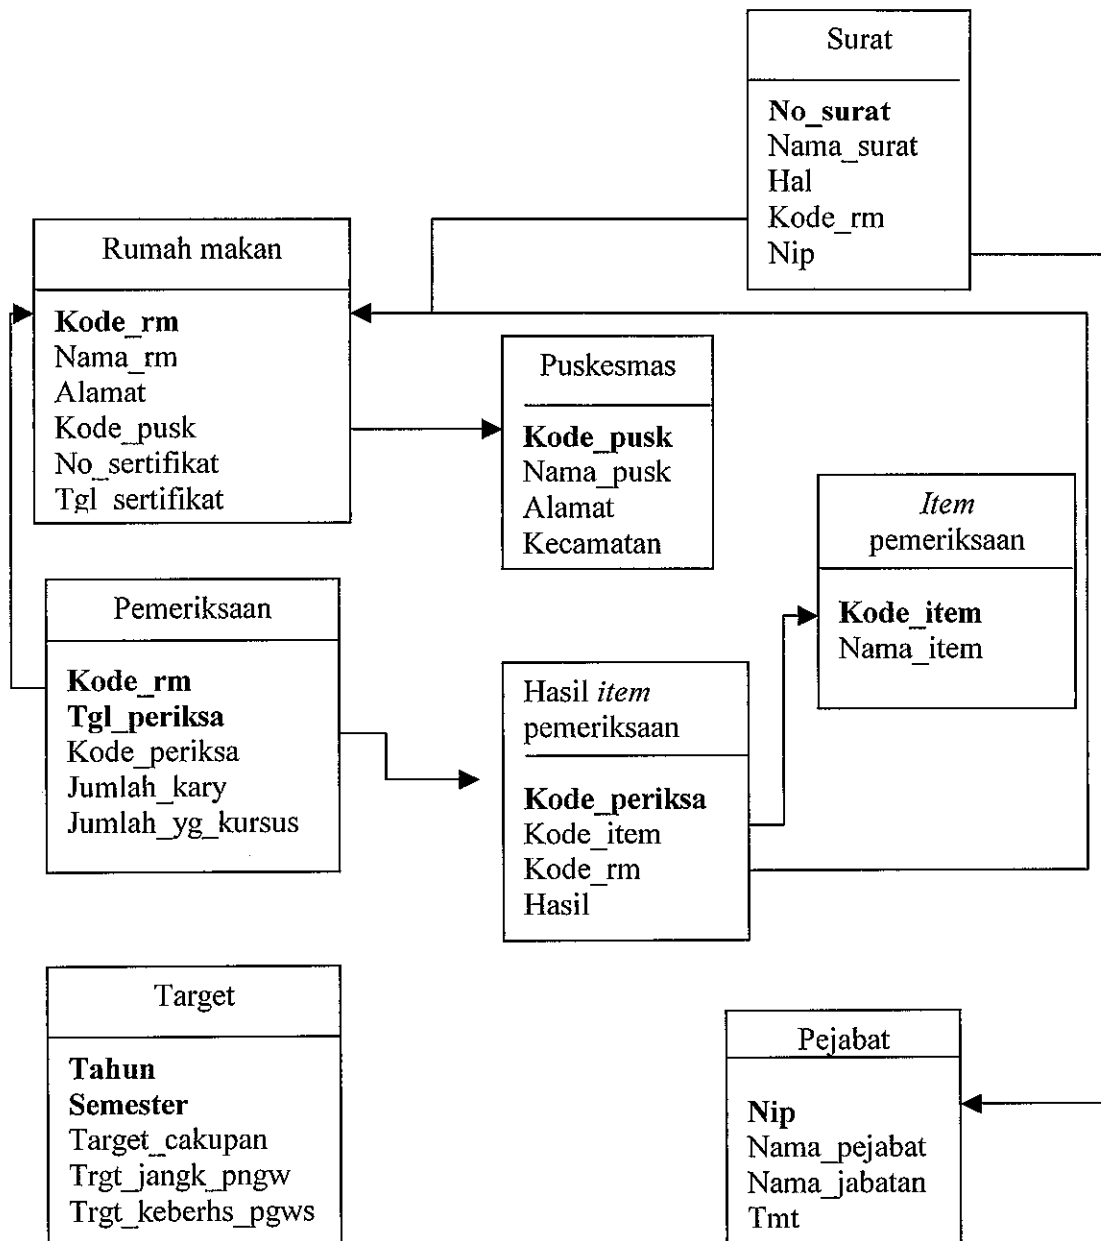 Surat
No_surat
Nama_surat
Hal
Kode_rm
Nip
Rumah makan
Kode_rm
Nama_rm
Alamat
Kode_pusk
No_sertifikat
Tgl_sertifikat
Puskesmas
Kode_pusk
Nama_pusk
Alamat
Kecamatan
Item
pemeriksaan
Kode_item
Nama_item
Pemeriksaan
Kode_rm
Tgl_periksa
Kode_periksa
Jumlah_kary
Jumlah_yg_kursus
Hasil item
pemeriksaan
Kode_periksa
Kode_item
Kode_rm
Hasil
Target
Tahun
Semester
Target_cakupan
Trgt_jangk_pngw
Trgt_keberhs_pgws
Pejabat
Nip
Nama_pejabat
Nama_jabatan
Tmt